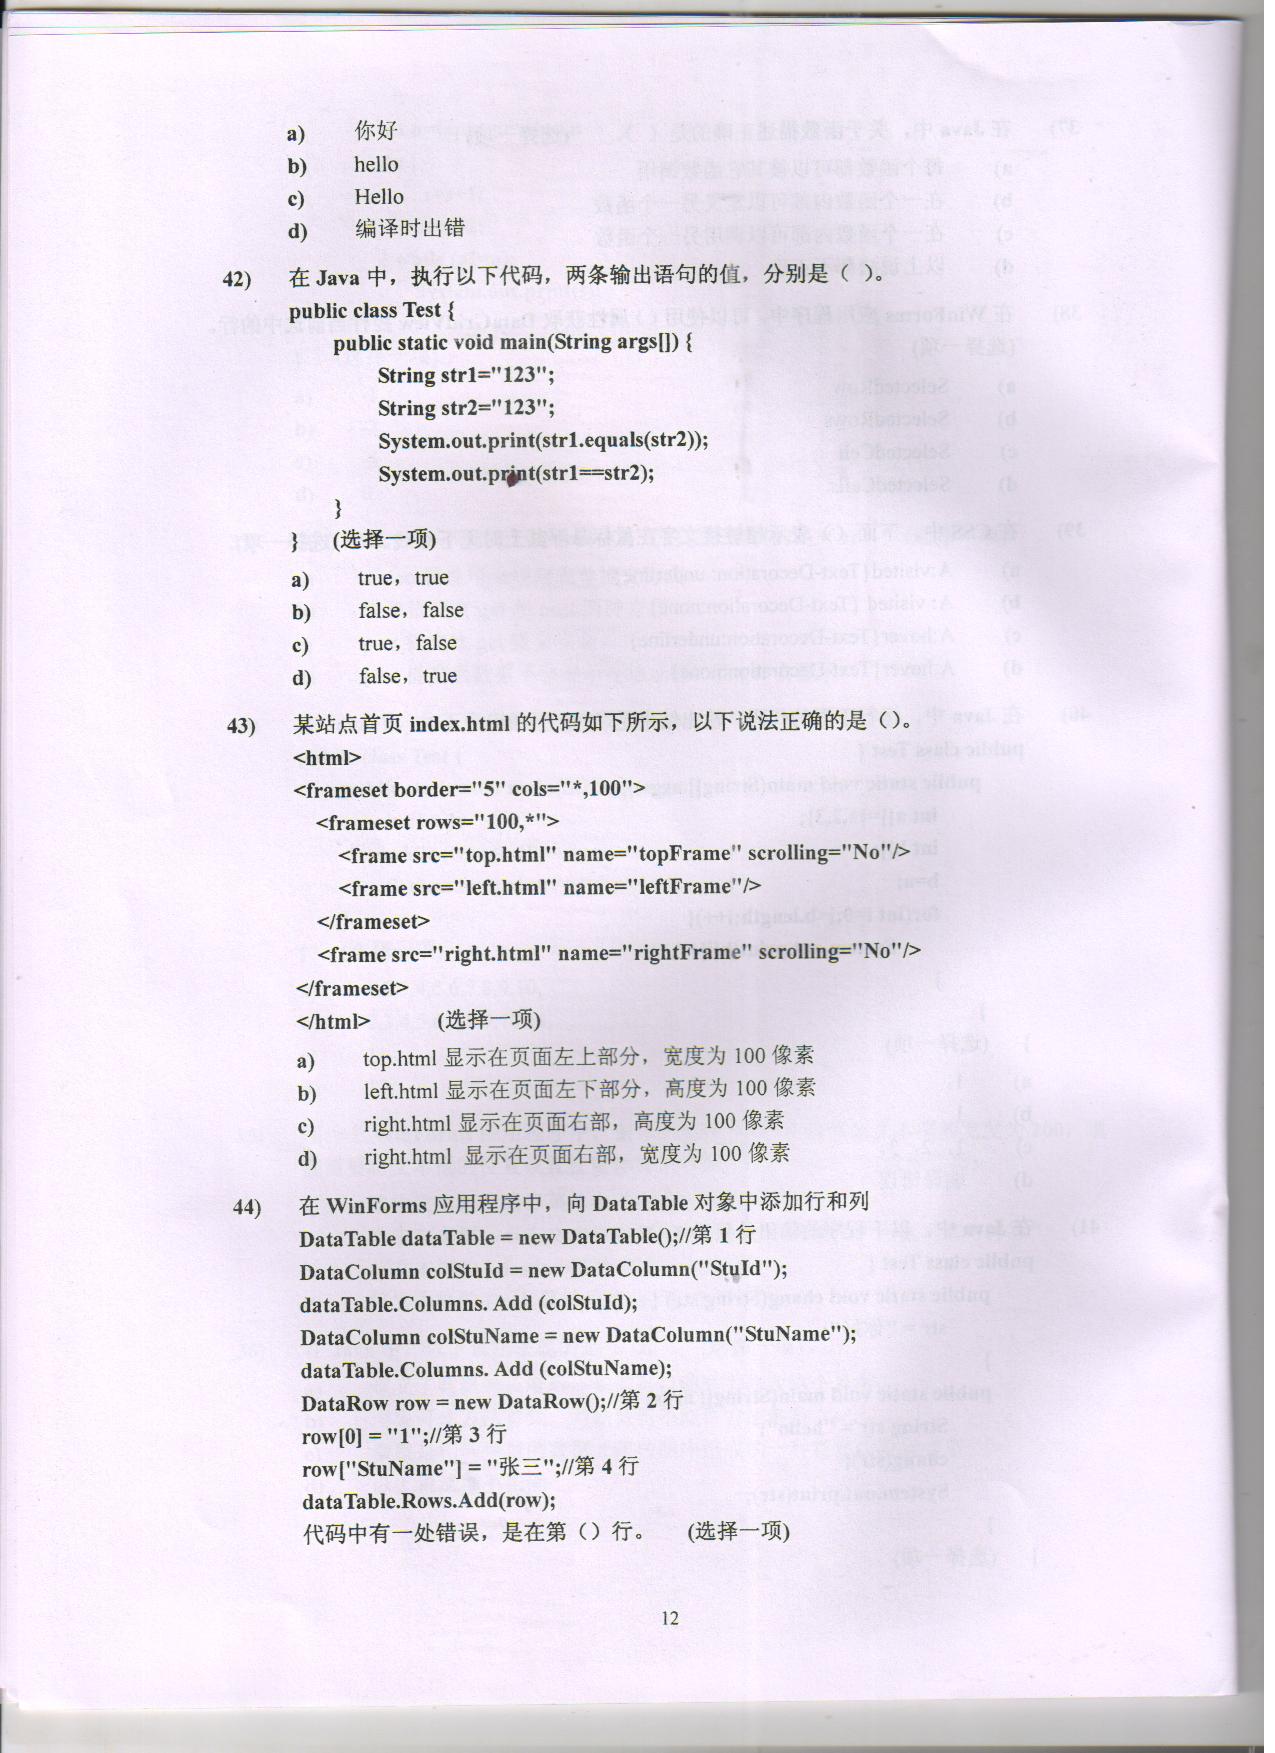 a) 你好
b) hello
c) Hello
d) 编译时出错
42) 在 Java 中，执行以下代码，两条输出语句的值，分别是（ ）。
public class Test {
public static void main(String args[]) {
String str1="123";
String str2="123";
System.out.print(str1.equals(str2));
System.out.print(str1==str2);
}
} (选择一项)
a) true，true
b) false，false
c) true，false
d) false，true
43) 某站点首页 index.html 的代码如下所示，以下说法正确的是（）。
<html>
<frameset border="5" cols="*,100">
<frameset rows="100,*">
<frame src="top.html" name="topFrame" scrolling="No"/>
<frame src="left.html" name="leftFrame"/>
</frameset>
<frame src="right.html" name="rightFrame" scrolling="No"/>
</frameset>
</html> (选择一项)
a) top.html 显示在页面左上部分，宽度为 100 像素
b) left.html 显示在页面左下部分，高度为 100 像素
c) right.html 显示在页面右部，高度为 100 像素
d) right.html 显示在页面右部，宽度为 100 像素
44) 在 WinForms 应用程序中，向 DataTable 对象中添加行和列
DataTable dataTable = new DataTable();//第 1 行
DataColumn colStuId = new DataColumn("StuId");
dataTable.Columns. Add (colStuId);
DataColumn colStuName = new DataColumn("StuName");
dataTable.Columns. Add (colStuName);
DataRow row = new DataRow();//第 2 行
row[0] = "1";//第 3 行
row["StuName"] = "张三";//第 4 行
dataTable.Rows.Add(row);
代码中有一处错误，是在第（）行。 (选择一项)
12